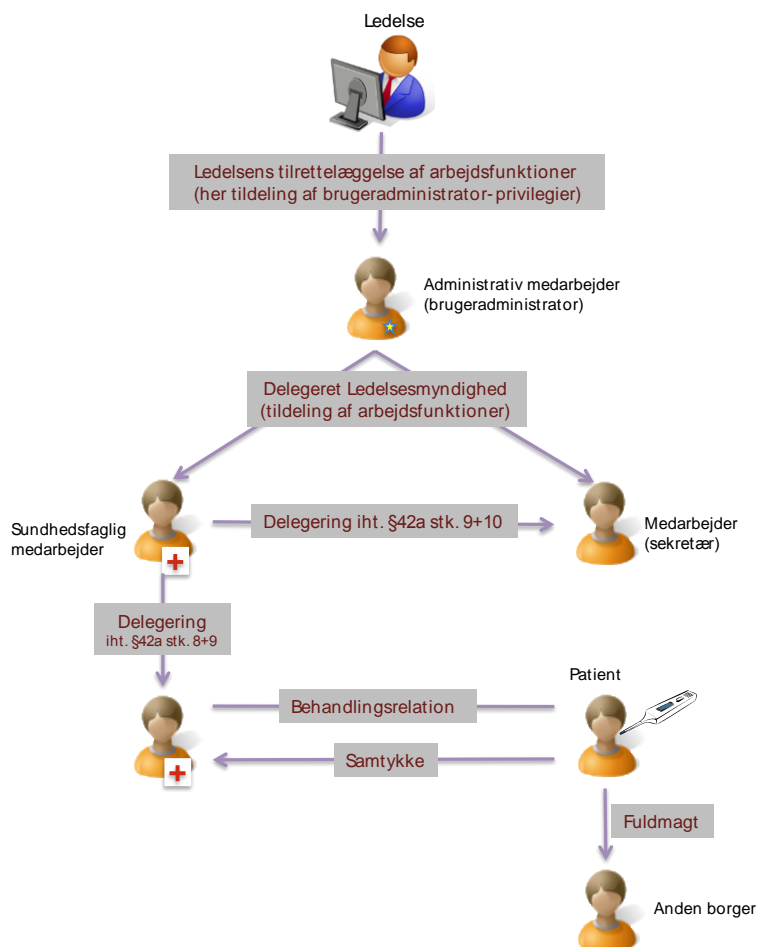 Ledelse
Ledelsens tilrettelæggelse af arbejdsfunktioner
(her tildeling af brugeradministrator-privilegier)
Administrativ medarbejder
(brugeradministrator)
Delegeret Ledelsesmyndighed
(tildeling af arbejdsfunktioner)
Sundhedsfaglig
medarbejder
Delegering iht. §42a stk. 9+10
Medarbejder
(sekretær)
Delegering
iht. §42a stk. 8+9
Patient
Behandlingsrelation
Samtykke
Fuldmagt
Anden borger